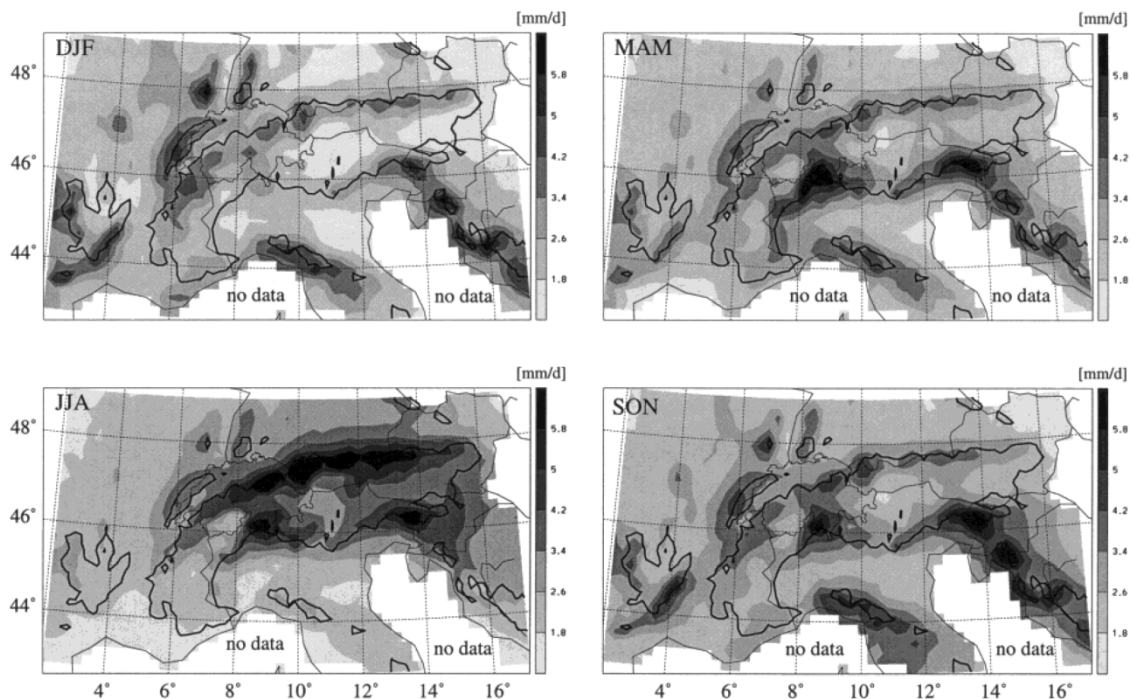 [mm/d] [mm/d]
DJF MAM
48° 5.8 5.8
5 5
46° 4.2 4.2
3.4 3.4
44° 2.6 2.6
1.8 1.8
no data no data no data no data
[mm/d] [mm/d]
JJA SON
48° 5.8 5.8
5 5
46° 4.2 4.2
3.4 3.4
44° 2.6 2.6
1.8 1.8
no data no data no data no data
4° 6° 8° 10° 12° 14° 16° 4° 6° 8° 10° 12° 14° 16°